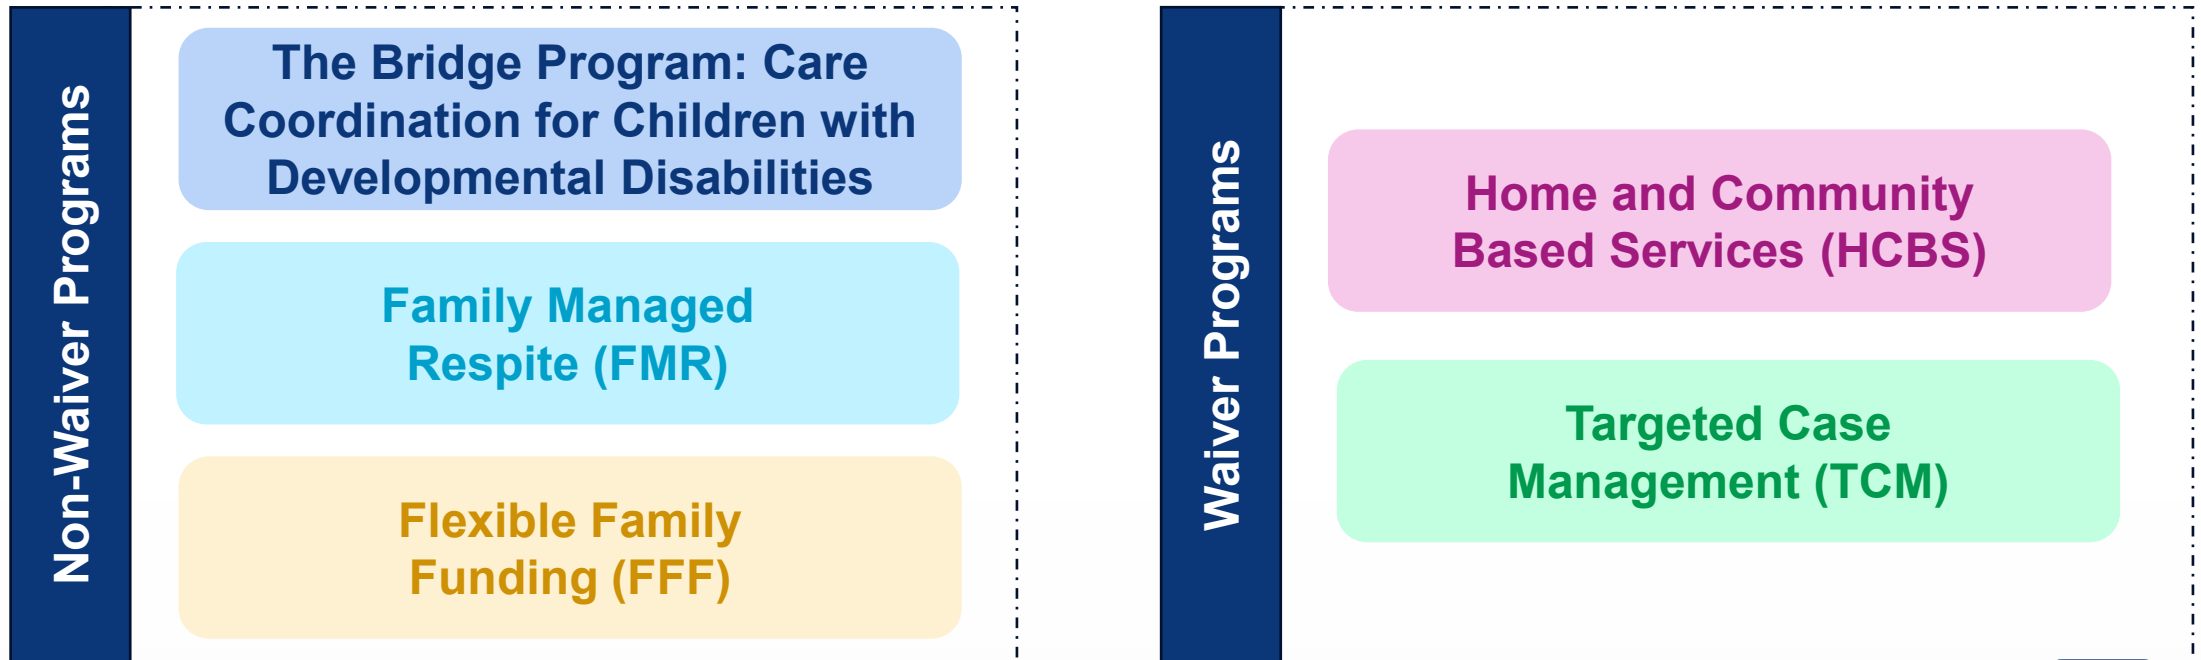 Non-Waiver Programs
The Bridge Program: Care
Coordination for Children with
Developmental Disabilities
Family Managed
Respite (FMR)
Flexible Family
Funding (FFF)
Waiver Programs
Home and Community
Based Services (HCBS)
Targeted Case
Management (TCM)